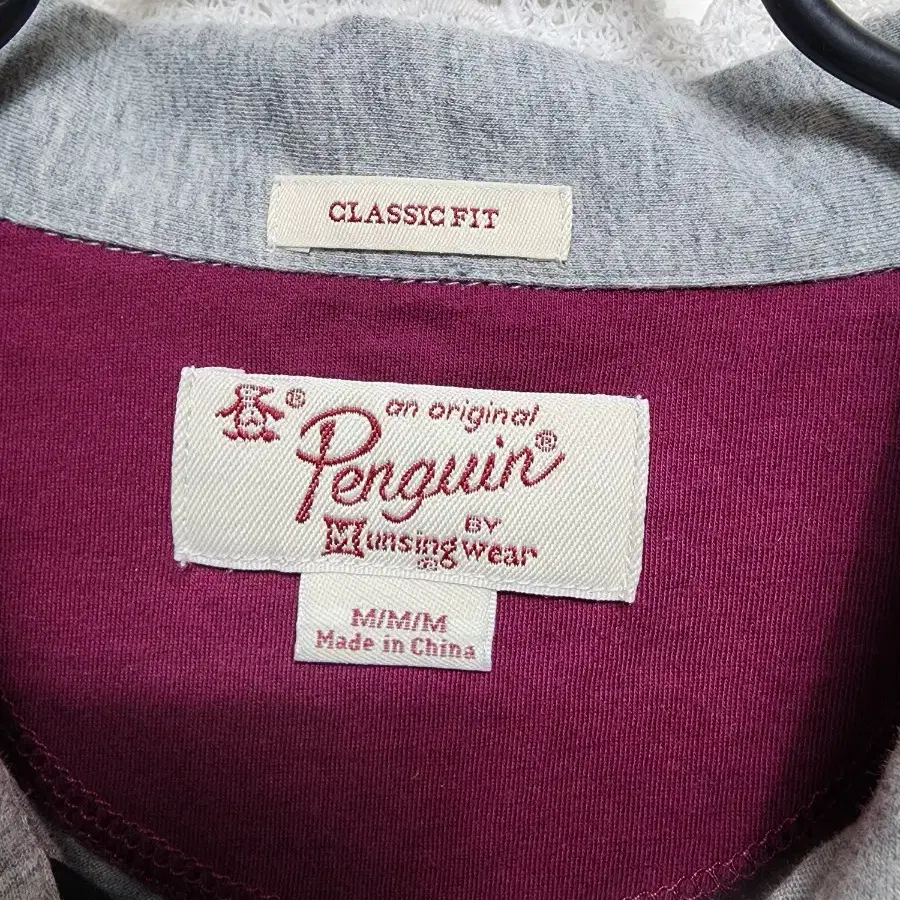 CLASSIC FIT
®
an original
Penguin®
BY
Munsingwear
®
M/M/M
Made in China